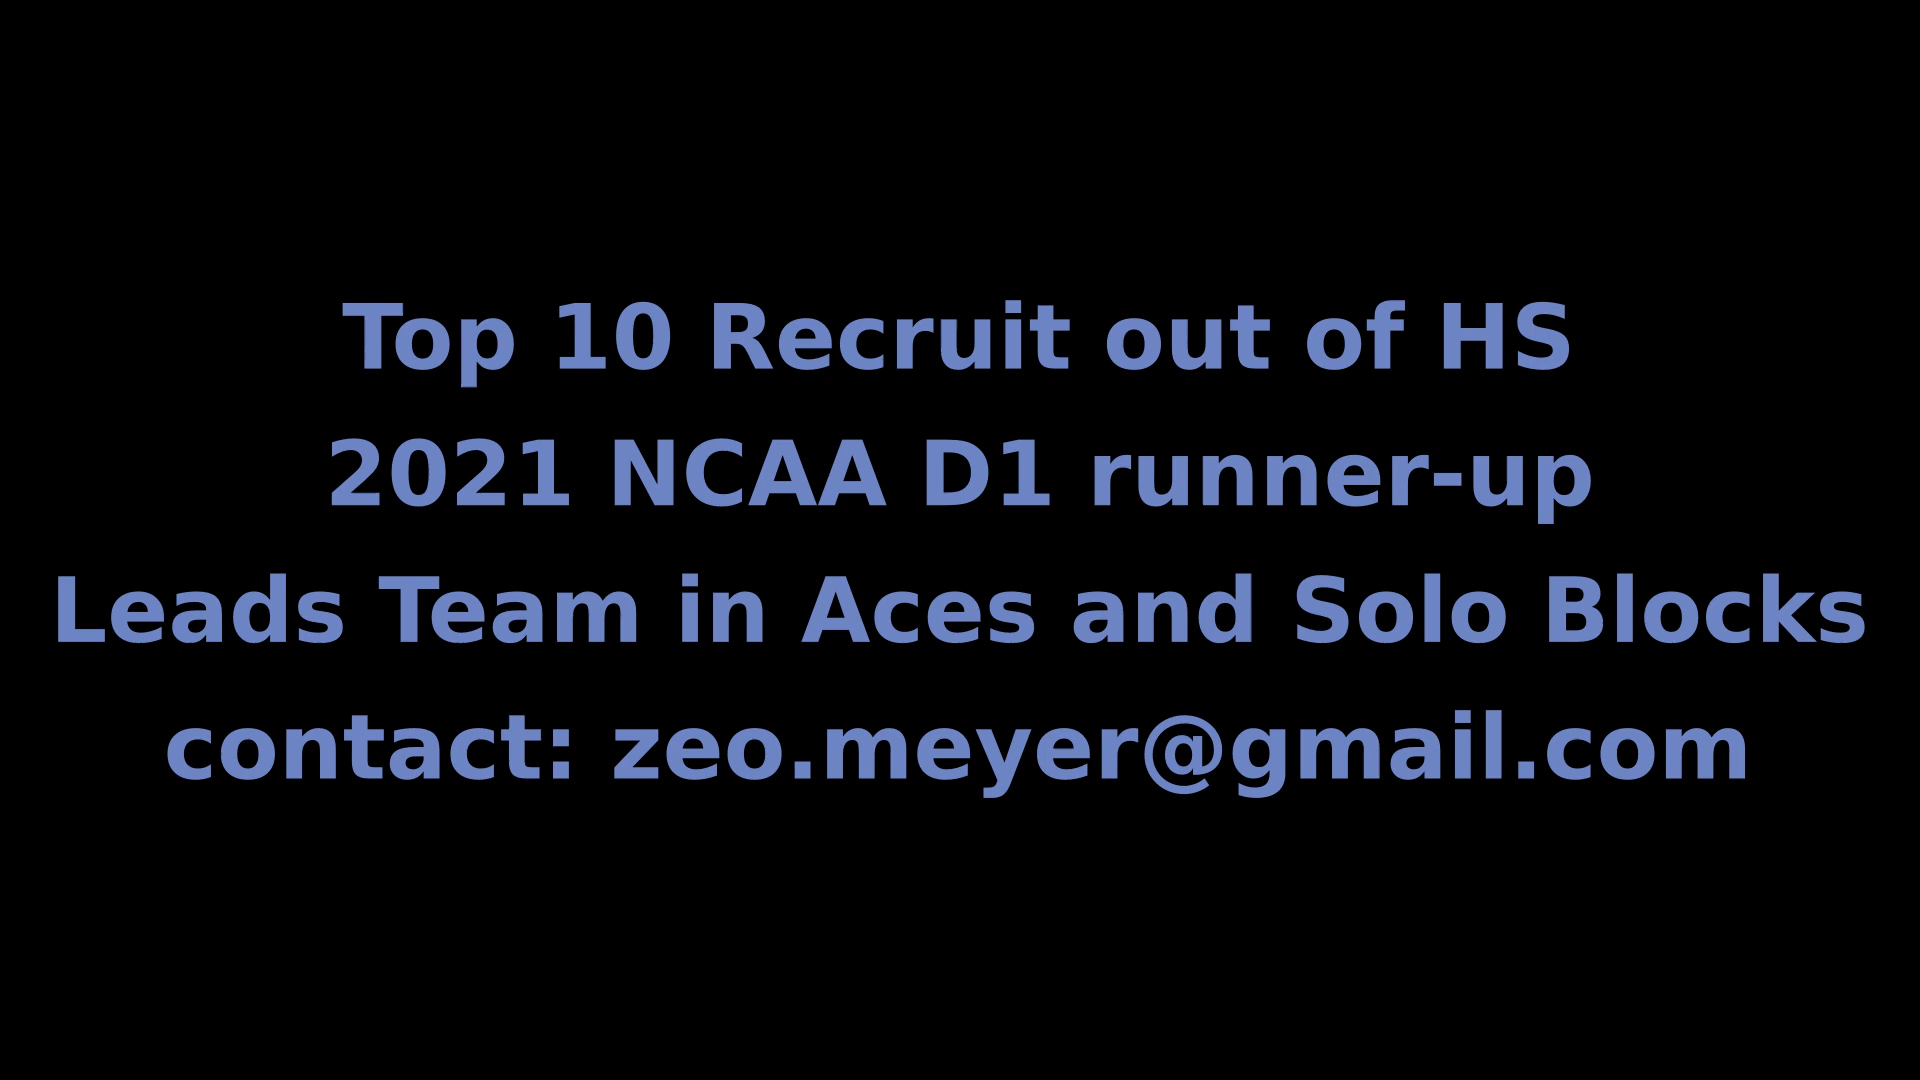 Top 10 Recruit out of HS
2021 NCAA D1 runner-up
Leads Team in Aces and Solo Blocks
contact: zeo.meyer@gmail.com